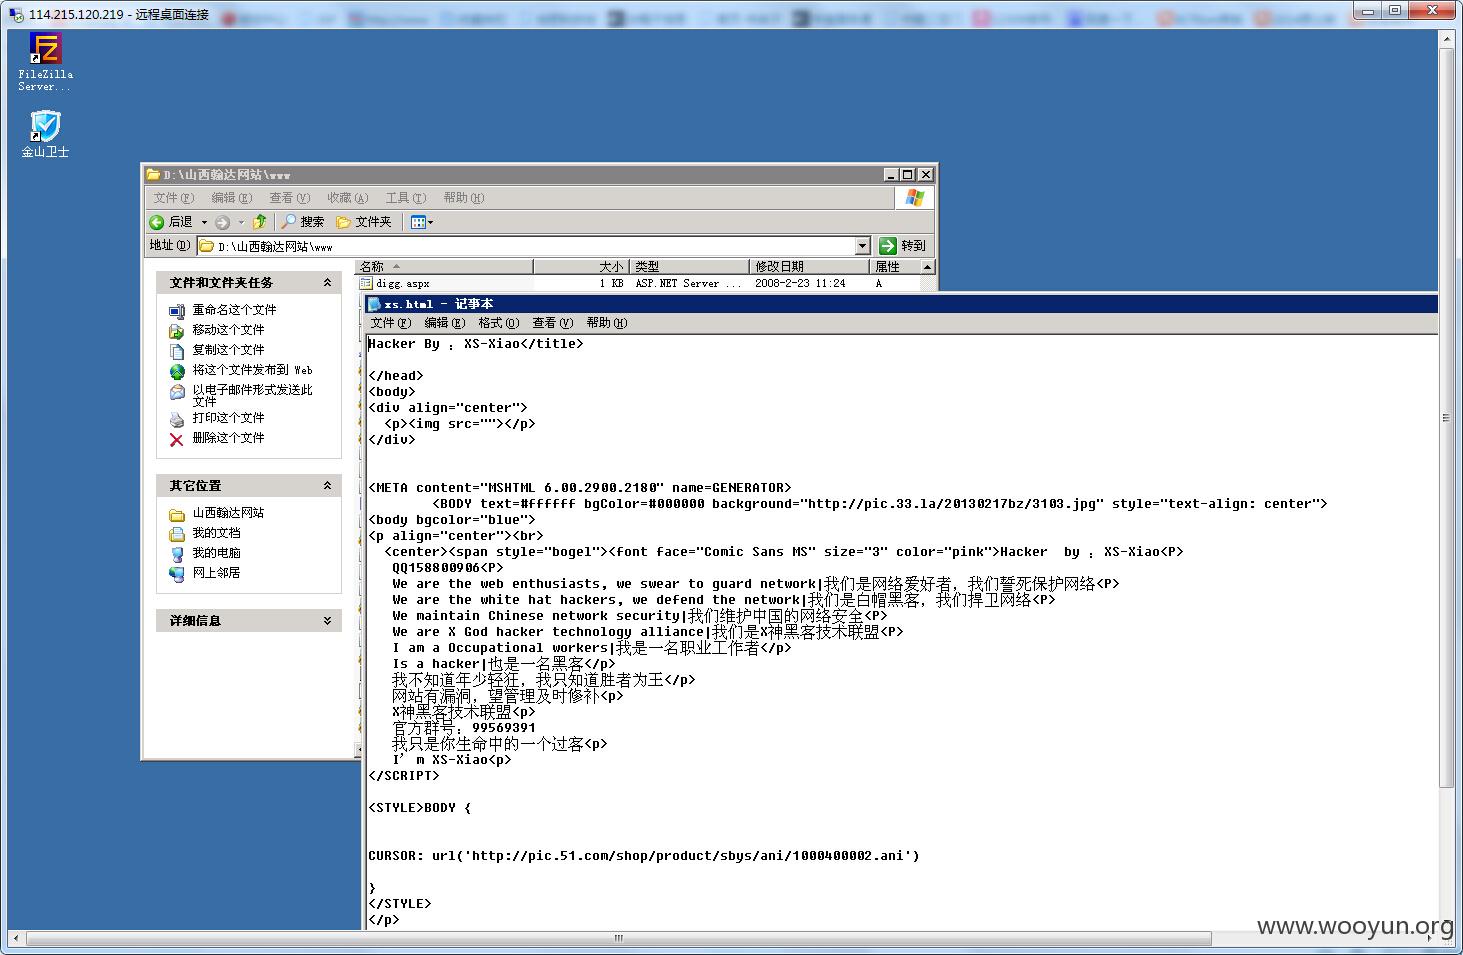 114.215.120.219 - 远程桌面连接
FileZilla
Server...
金山卫士
D:\山西翰达网站\www
文件(F) 编辑(E) 查看(V) 收藏(A) 工具(T) 帮助(H)
后退 搜索 文件夹
地址(D) D:\山西翰达网站\www 转到
文件和文件夹任务
重命名这个文件
移动这个文件
复制这个文件
将这个文件发布到 Web
以电子邮件形式发送此
文件
打印这个文件
删除这个文件
其它位置
山西翰达网站
我的文档
我的电脑
网上邻居
详细信息
名称 大小 类型 修改日期 属性
digg.aspx 1 KB ASP.NET Server ... 2008-2-23 11:24 A
xs.html - 记事本
文件(F) 编辑(E) 格式(O) 查看(V) 帮助(H)
Hacker By ：XS-Xiao</title>
</head>
<body>
<div align="center">
<p><img src=""></p>
</div>
<META content="MSHTML 6.00.2900.2180" name=GENERATOR>
<BODY text=#ffffff bgColor=#000000 background="http://pic.33.la/20130217bz/3103.jpg" style="text-align: center">
<body bgcolor="blue">
<p align="center"><br>
<center><span style="bogel"><font face="Comic Sans MS" size="3" color="pink">Hacker  by ：XS-Xiao<P>
QQ158800906<P>
We are the web enthusiasts, we swear to guard network|我们是网络爱好者，我们誓死保护网络<P>
We are the white hat hackers, we defend the network|我们是白帽黑客，我们捍卫网络<P>
We maintain Chinese network security|我们维护中国的网络安全<P>
We are X God hacker technology alliance|我们是X神黑客技术联盟<P>
I am a Occupational workers|我是一名职业工作者</p>
Is a hacker|也是一名黑客</p>
我不知道年少轻狂，我只知道胜者为王</p>
网站有漏洞，望管理及时修补<p>
X神黑客技术联盟<p>
官方群号：99569391
我只是你生命中的一个过客<p>
I’m XS-Xiao<p>
</SCRIPT>
<STYLE>BODY {
CURSOR: url('http://pic.51.com/shop/product/sbys/ani/1000400002.ani')
}
</STYLE>
</p>
www.wooyun.org